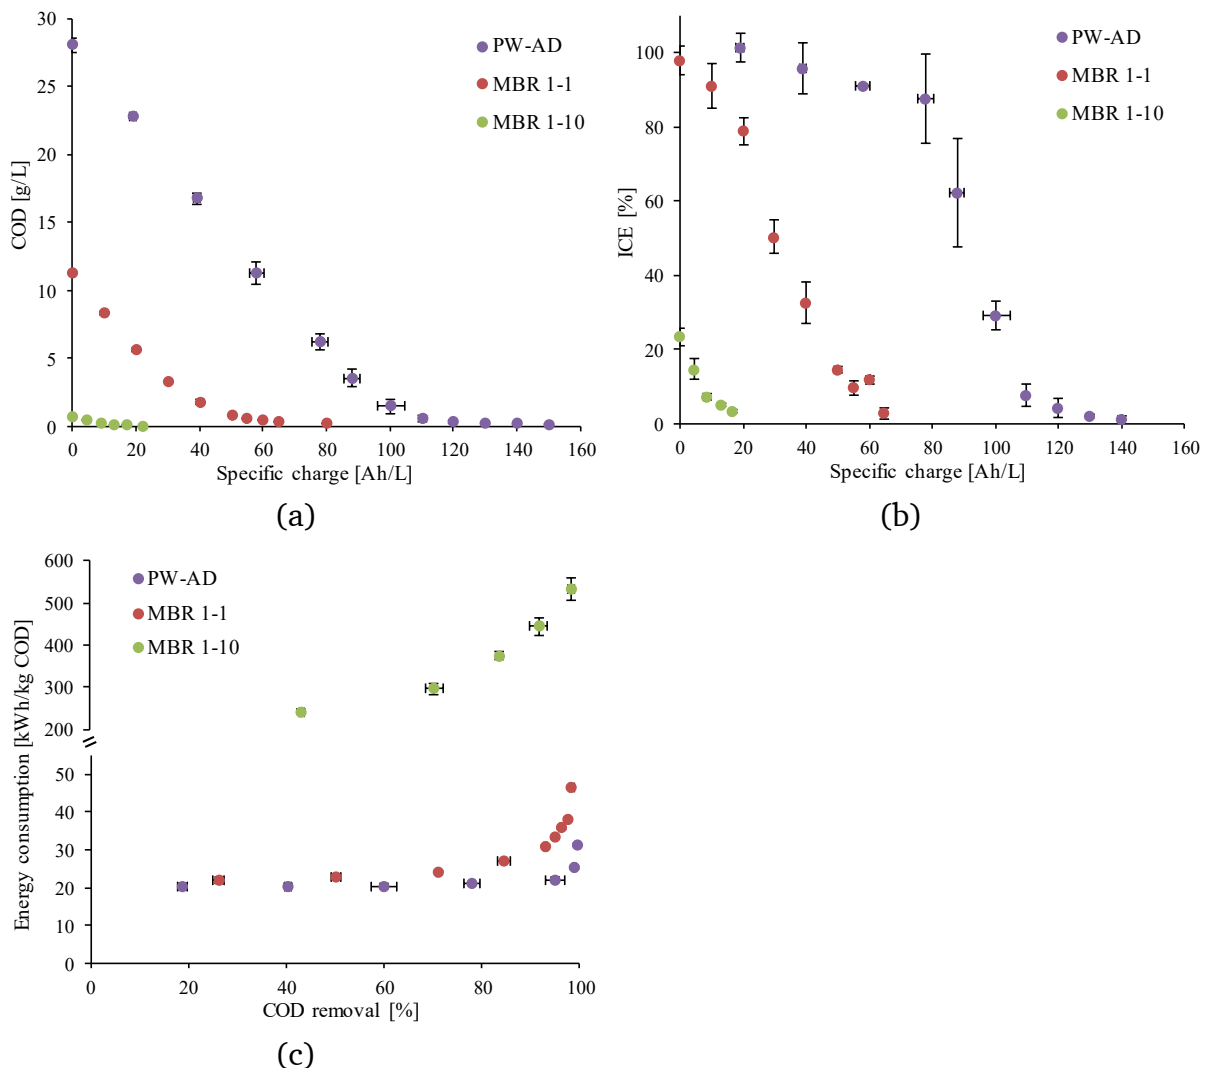 30
25
20
15
10
5
0
COD [g/L]
PW-AD
MBR 1-1
MBR 1-10
0 20 40 60 80 100 120 140 160
Specific charge [Ah/L]
(a)
100
80
60
40
20
0
ICE [%]
PW-AD
MBR 1-1
MBR 1-10
0 20 40 60 80 100 120 140 160
Specific charge [Ah/L]
(b)
600
500
400
300
200
50
40
30
20
10
0
Energy consumption [kWh/kg COD]
PW-AD
MBR 1-1
MBR 1-10
0 20 40 60 80 100
COD removal [%]
(c)